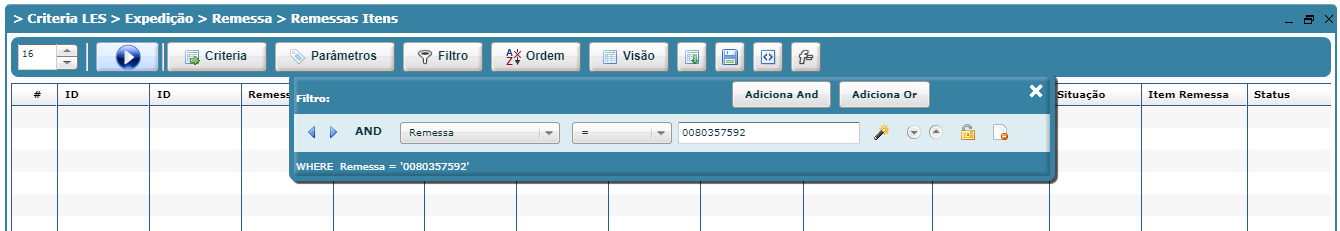 > Criteria LES > Expedição > Remessa > Remessas Itens
16 Criteria Parâmetros Filtro Ordem Visão
# ID ID Remess Situação Item Remessa Status
Filtro: Adiciona And Adiciona Or
AND Remessa = 0080357592
WHERE Remessa = '0080357592'